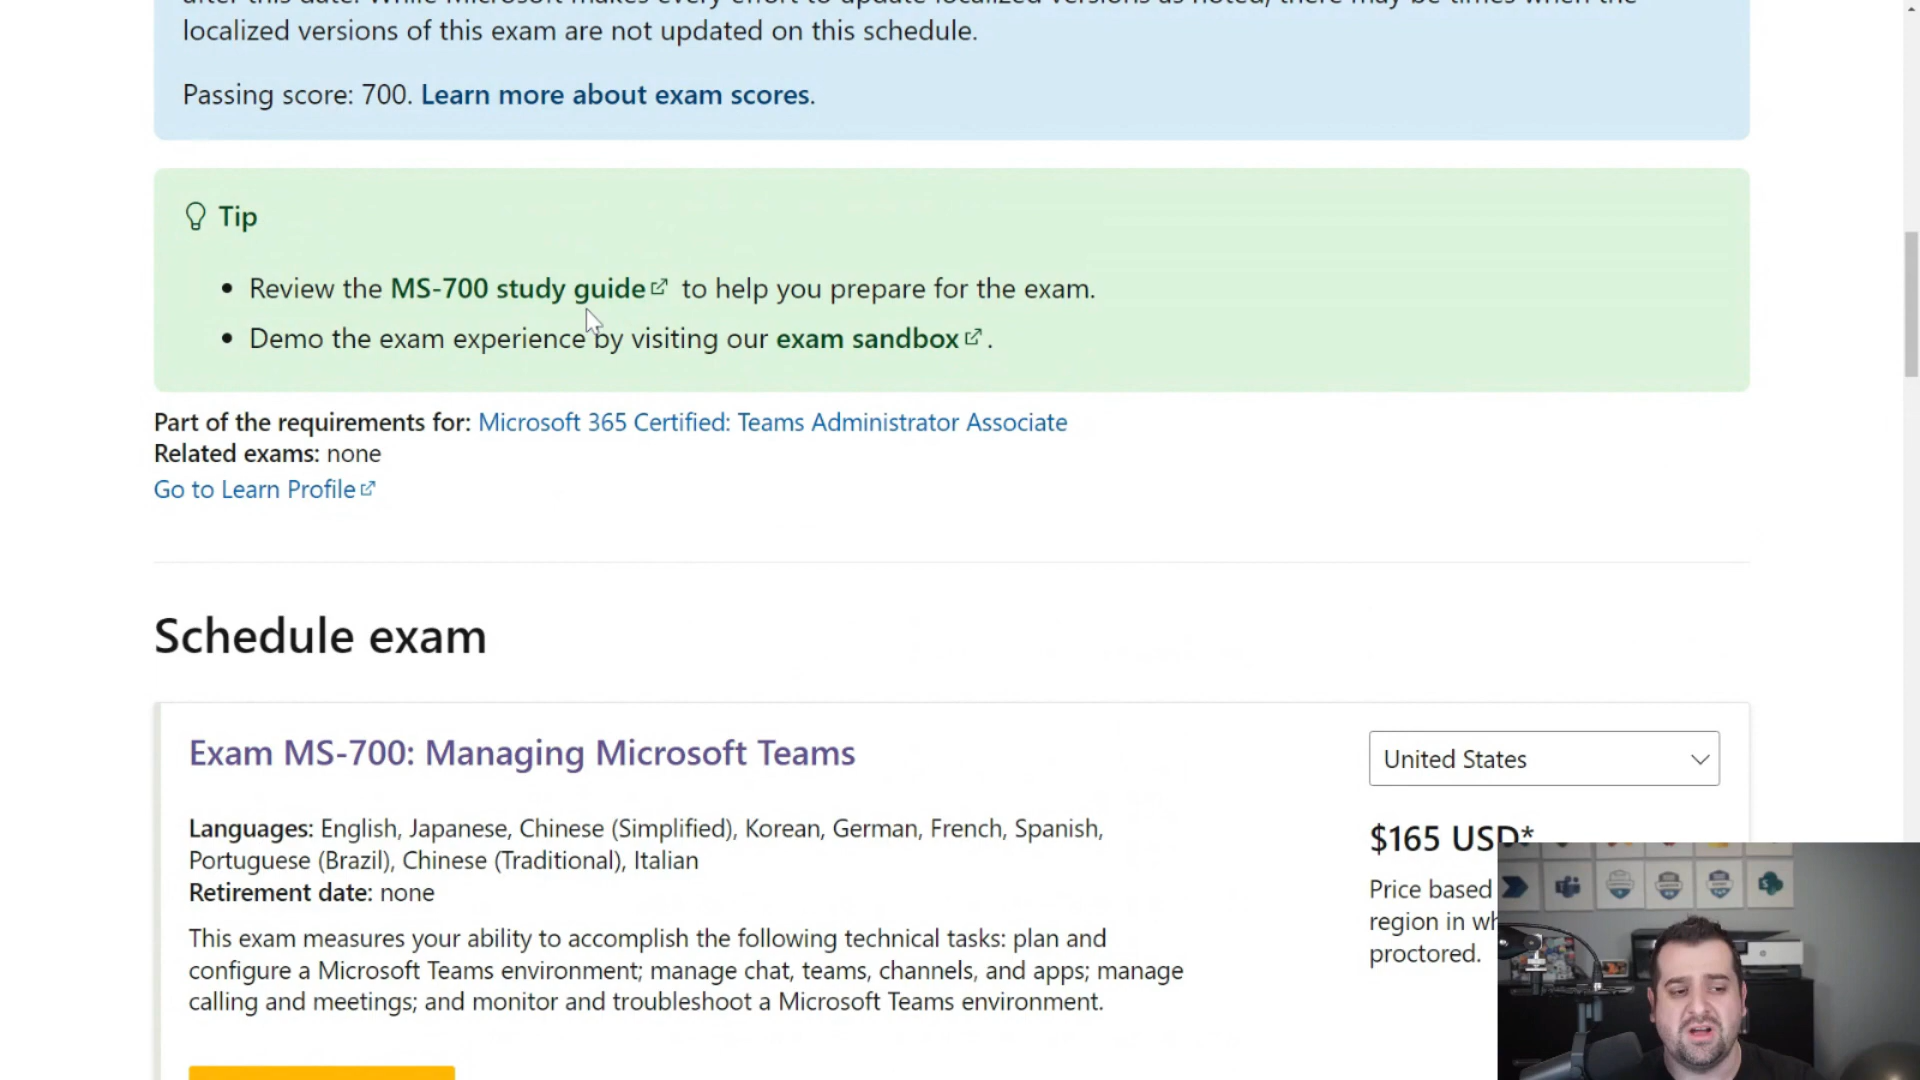 localized versions of this exam are not updated on this schedule.
Passing score: 700. Learn more about exam scores.
Tip
Review the MS-700 study guide to help you prepare for the exam.
Demo the exam experience by visiting our exam sandbox.
Part of the requirements for: Microsoft 365 Certified: Teams Administrator Associate
Related exams: none
Go to Learn Profile
Schedule exam
Exam MS-700: Managing Microsoft Teams
United States
Languages: English, Japanese, Chinese (Simplified), Korean, German, French, Spanish,
Portuguese (Brazil), Chinese (Traditional), Italian
Retirement date: none
This exam measures your ability to accomplish the following technical tasks: plan and
configure a Microsoft Teams environment; manage chat, teams, channels, and apps; manage
calling and meetings; and monitor and troubleshoot a Microsoft Teams environment.
$165 USD*
Price based
region in
proctored.